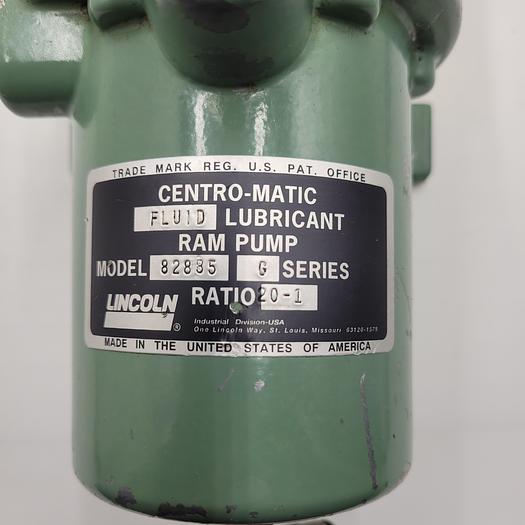 TRADE MARK REG. U.S. PAT. OFFICE
CENTRO-MATIC
FLUID LUBRICANT
RAM PUMP
MODEL 82885 G SERIES
LINCOLN RATIO 20-1
®
Industrial Division-USA
One Lincoln Way, St. Louis, Missouri 63120-1578
MADE IN THE UNITED STATES OF AMERICA